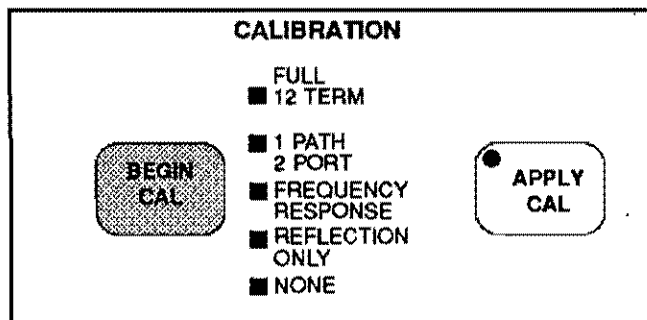 CALIBRATION
FULL
12 TERM
1 PATH
2 PORT
FREQUENCY
RESPONSE
REFLECTION
ONLY
NONE
BEGIN
CAL
APPLY
CAL